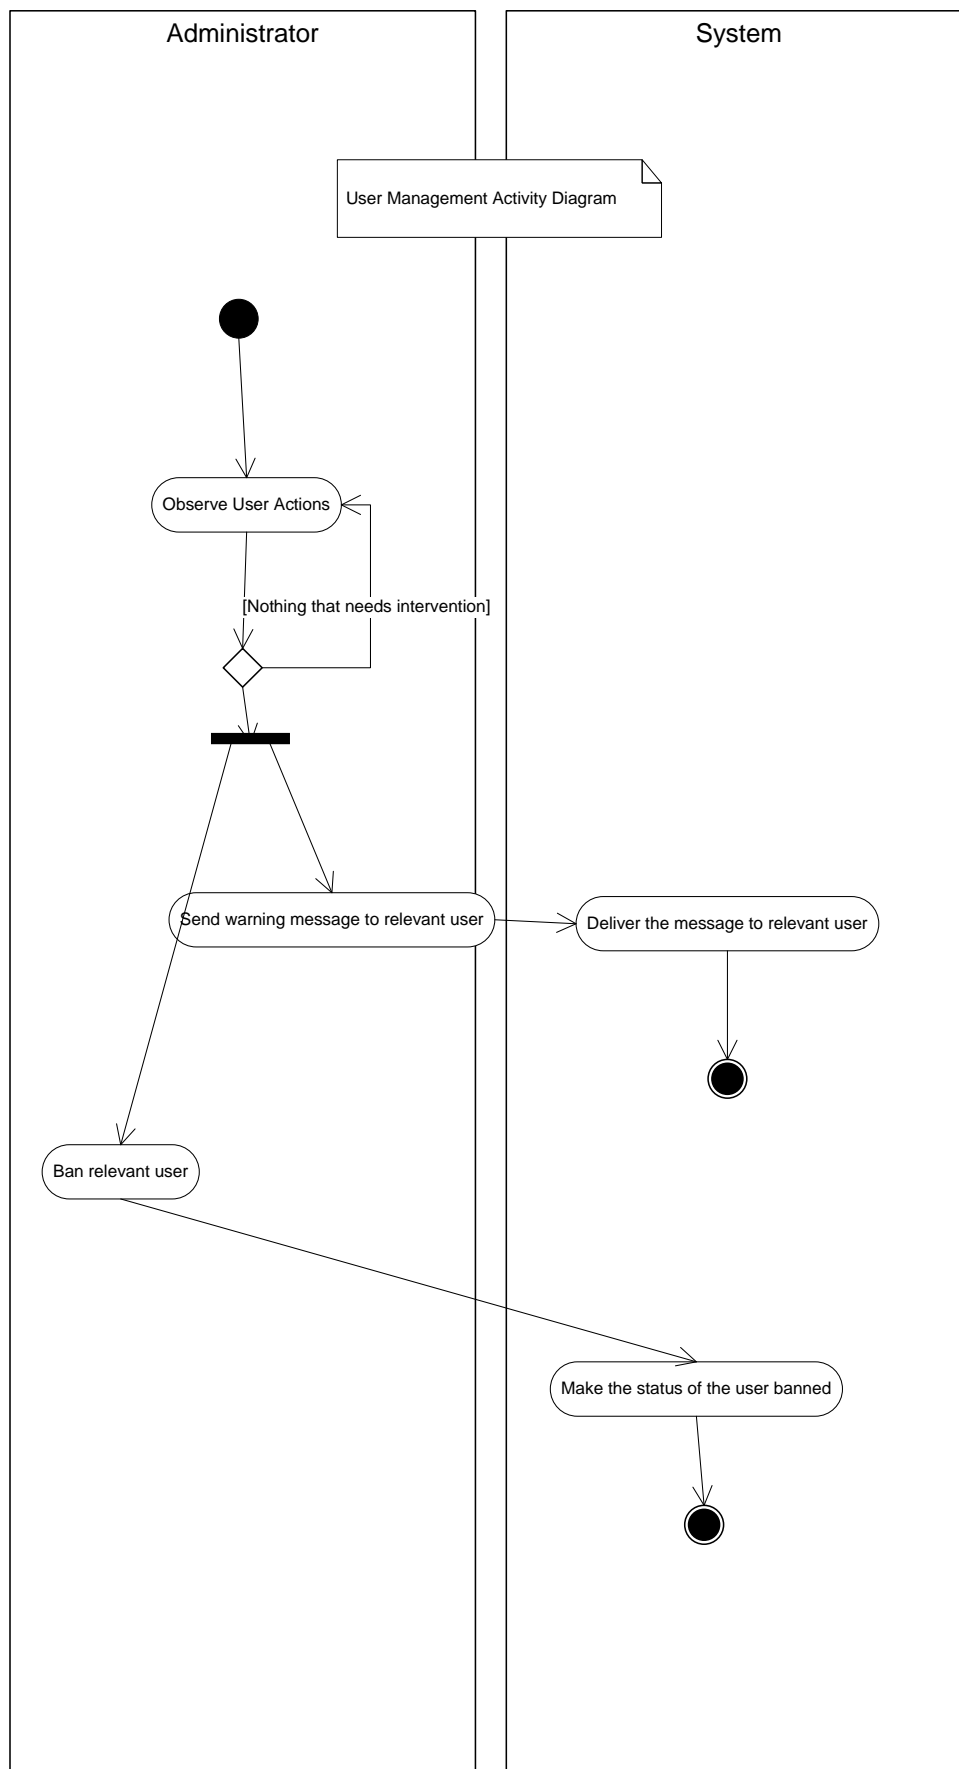 Administrator
System
User Management Activity Diagram
Observe User Actions
[Nothing that needs intervention]
Send warning message to relevant user
Deliver the message to relevant user
Ban relevant user
Make the status of the user banned